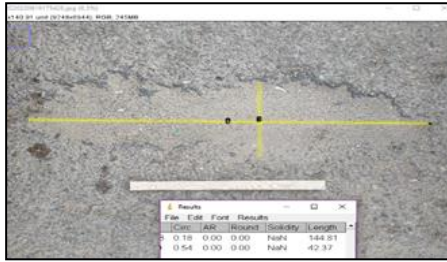 Results
File Edit Font Results
Circ. AR Round Solidity Length
0.18 0.00 0.00 NaN 144.81
0.54 0.00 0.00 NaN 42.37